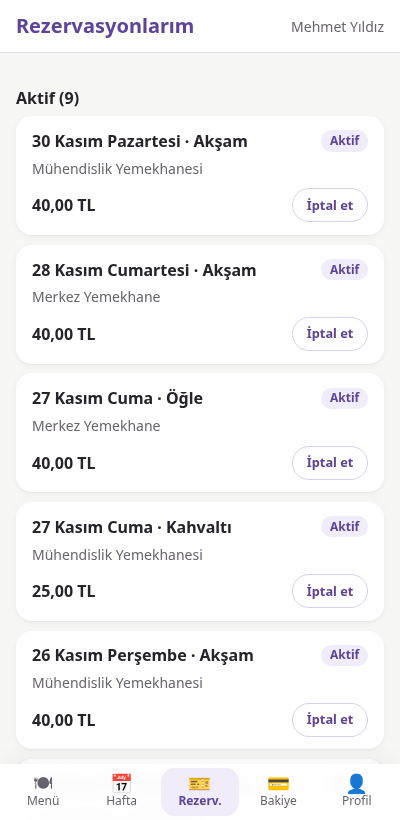 Rezervasyonlarım
Mehmet Yıldız
Aktif (9)
30 Kasım Pazartesi · Akşam
Aktif
Mühendislik Yemekhanesi
40,00 TL
İptal et
28 Kasım Cumartesi · Akşam
Aktif
Merkez Yemekhane
40,00 TL
İptal et
27 Kasım Cuma · Öğle
Aktif
Merkez Yemekhane
40,00 TL
İptal et
27 Kasım Cuma · Kahvaltı
Aktif
Mühendislik Yemekhanesi
25,00 TL
İptal et
26 Kasım Perşembe · Akşam
Aktif
Mühendislik Yemekhanesi
40,00 TL
İptal et
Menü
Hafta
Rezerv.
Bakiye
Profil